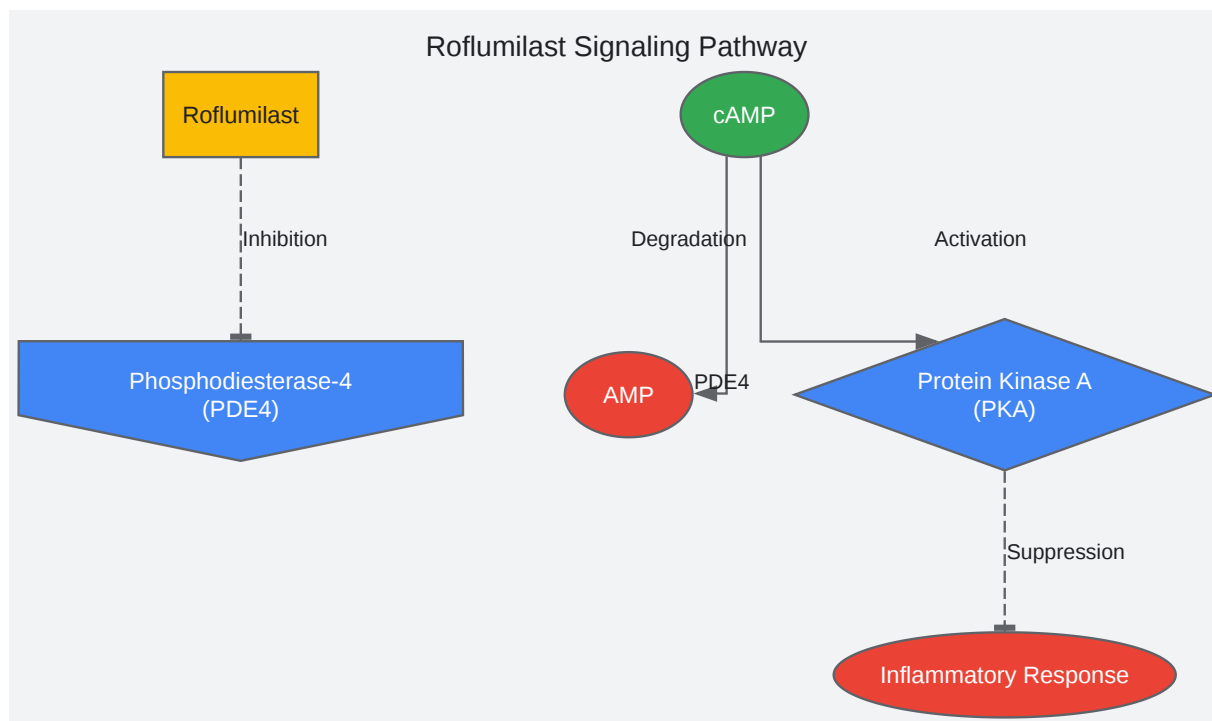 Roflumilast Signaling Pathway
Roflumilast
cAMP
Inhibition
Degradation
Activation
Phosphodiesterase-4
(PDE4)
AMP
PDE4
Protein Kinase A
(PKA)
Suppression
Inflammatory Response